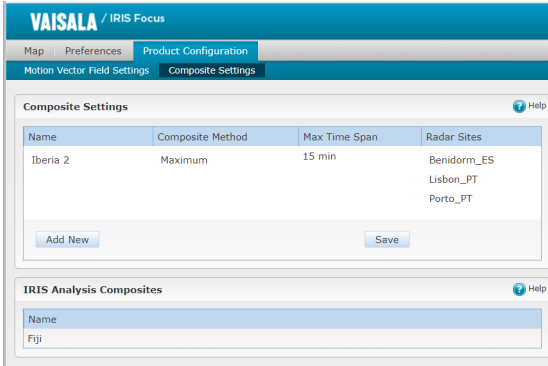 VAISALA / IRIS Focus
Map Preferences Product Configuration
Motion Vector Field Settings Composite Settings
Composite Settings ? Help
Name Composite Method Max Time Span Radar Sites
Iberia 2 Maximum 15 min Benidorm_ES
Lisbon_PT
Porto_PT
Add New Save
IRIS Analysis Composites ? Help
Name
Fiji